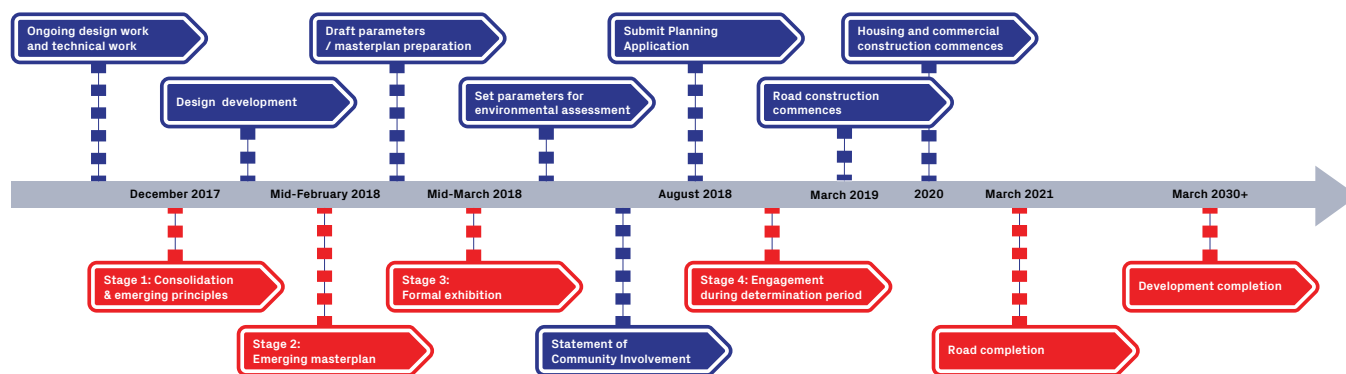 Ongoing design work
and technical work
Draft parameters
/ masterplan preparation
Submit Planning
Application
Housing and commercial
construction commences
Design development
Set parameters for
environmental assessment
Road construction
commences
December 2017
Mid-February 2018
Mid-March 2018
August 2018
March 2019
2020
March 2021
March 2030+
Stage 1: Consolidation
& emerging principles
Stage 3:
Formal exhibition
Stage 4: Engagement
during determination period
Development completion
Stage 2:
Emerging masterplan
Statement of
Community Involvement
Road completion